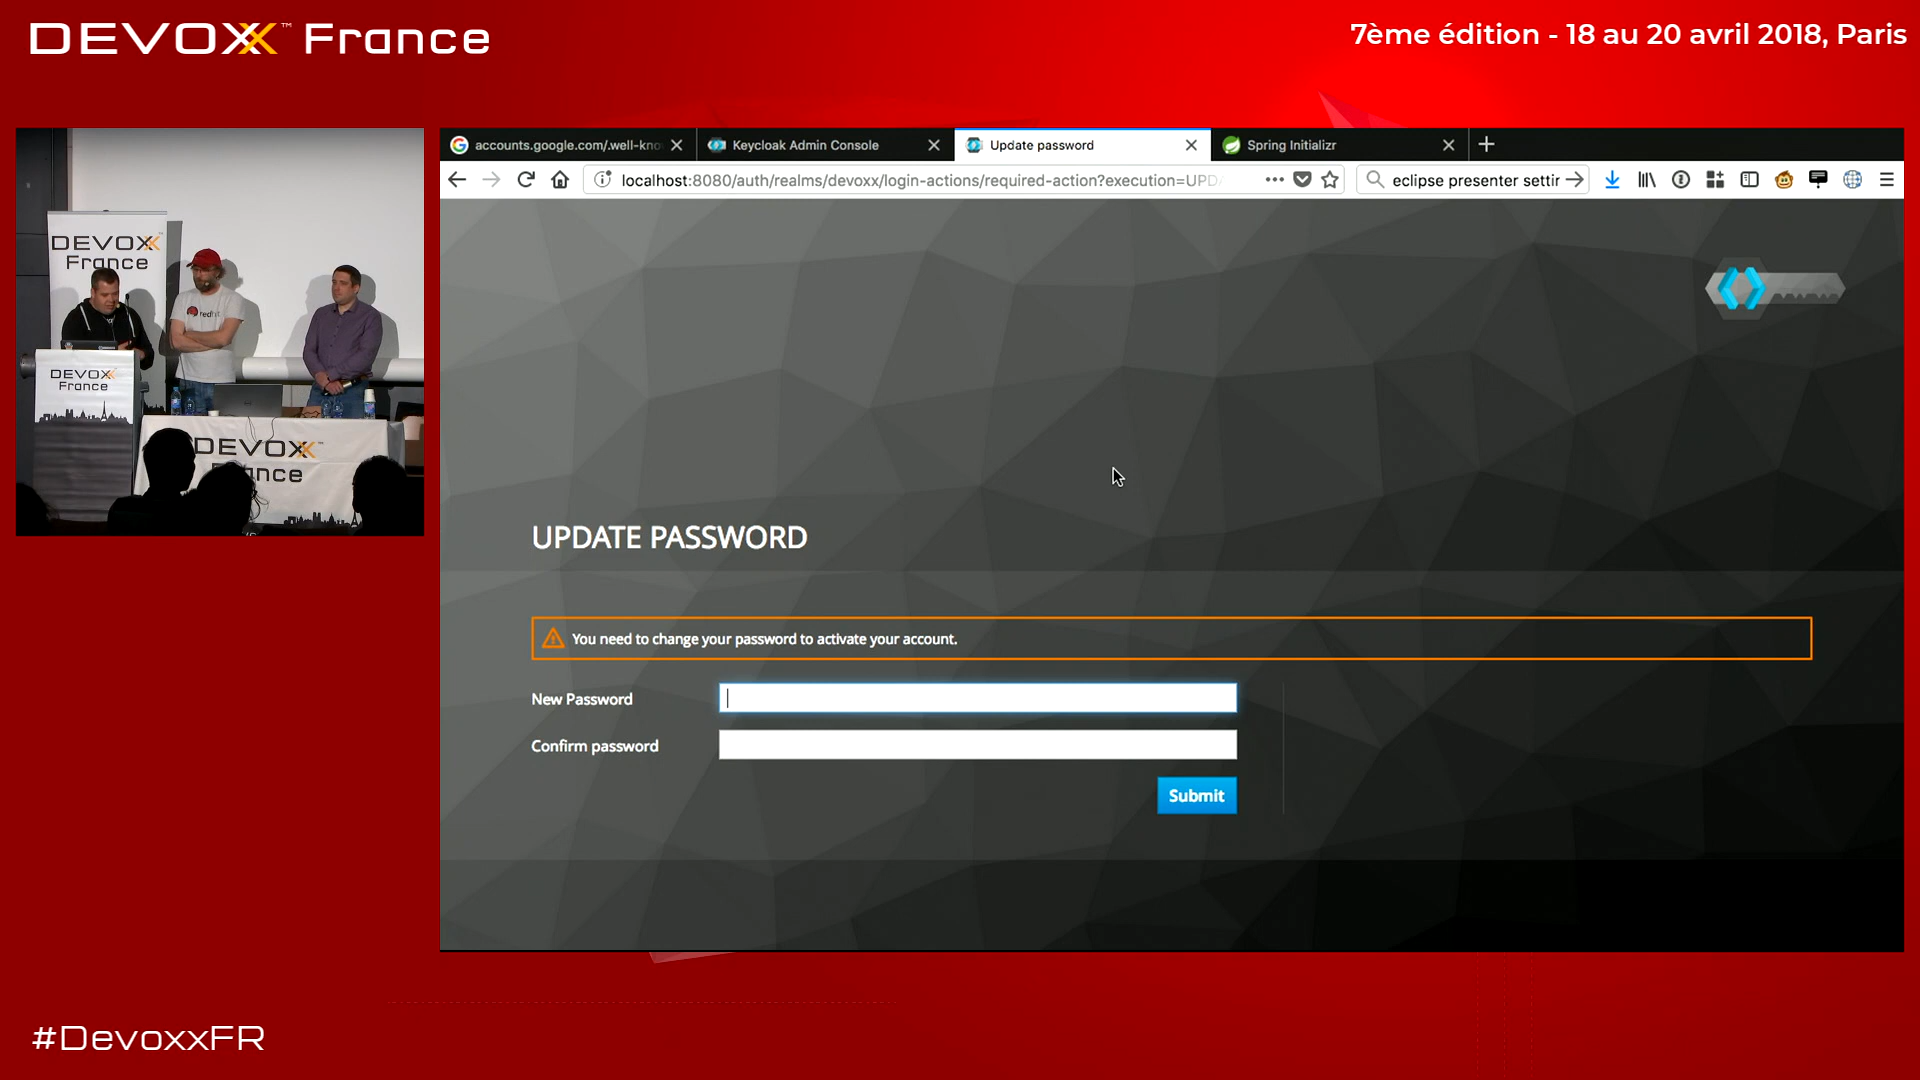 DEVOXX™ France
7ème édition - 18 au 20 avril 2018, Paris
accounts.google.com/.well-kno
Keycloak Admin Console
Update password
Spring Initializr
localhost:8080/auth/realms/devoxx/login-actions/required-action?execution=UPD
eclipse presenter settir
DEVOXX
France
redhat
DEVOXX
France
DEVOXX
France
UPDATE PASSWORD
You need to change your password to activate your account.
New Password
Confirm password
Submit
#DevoxxFR